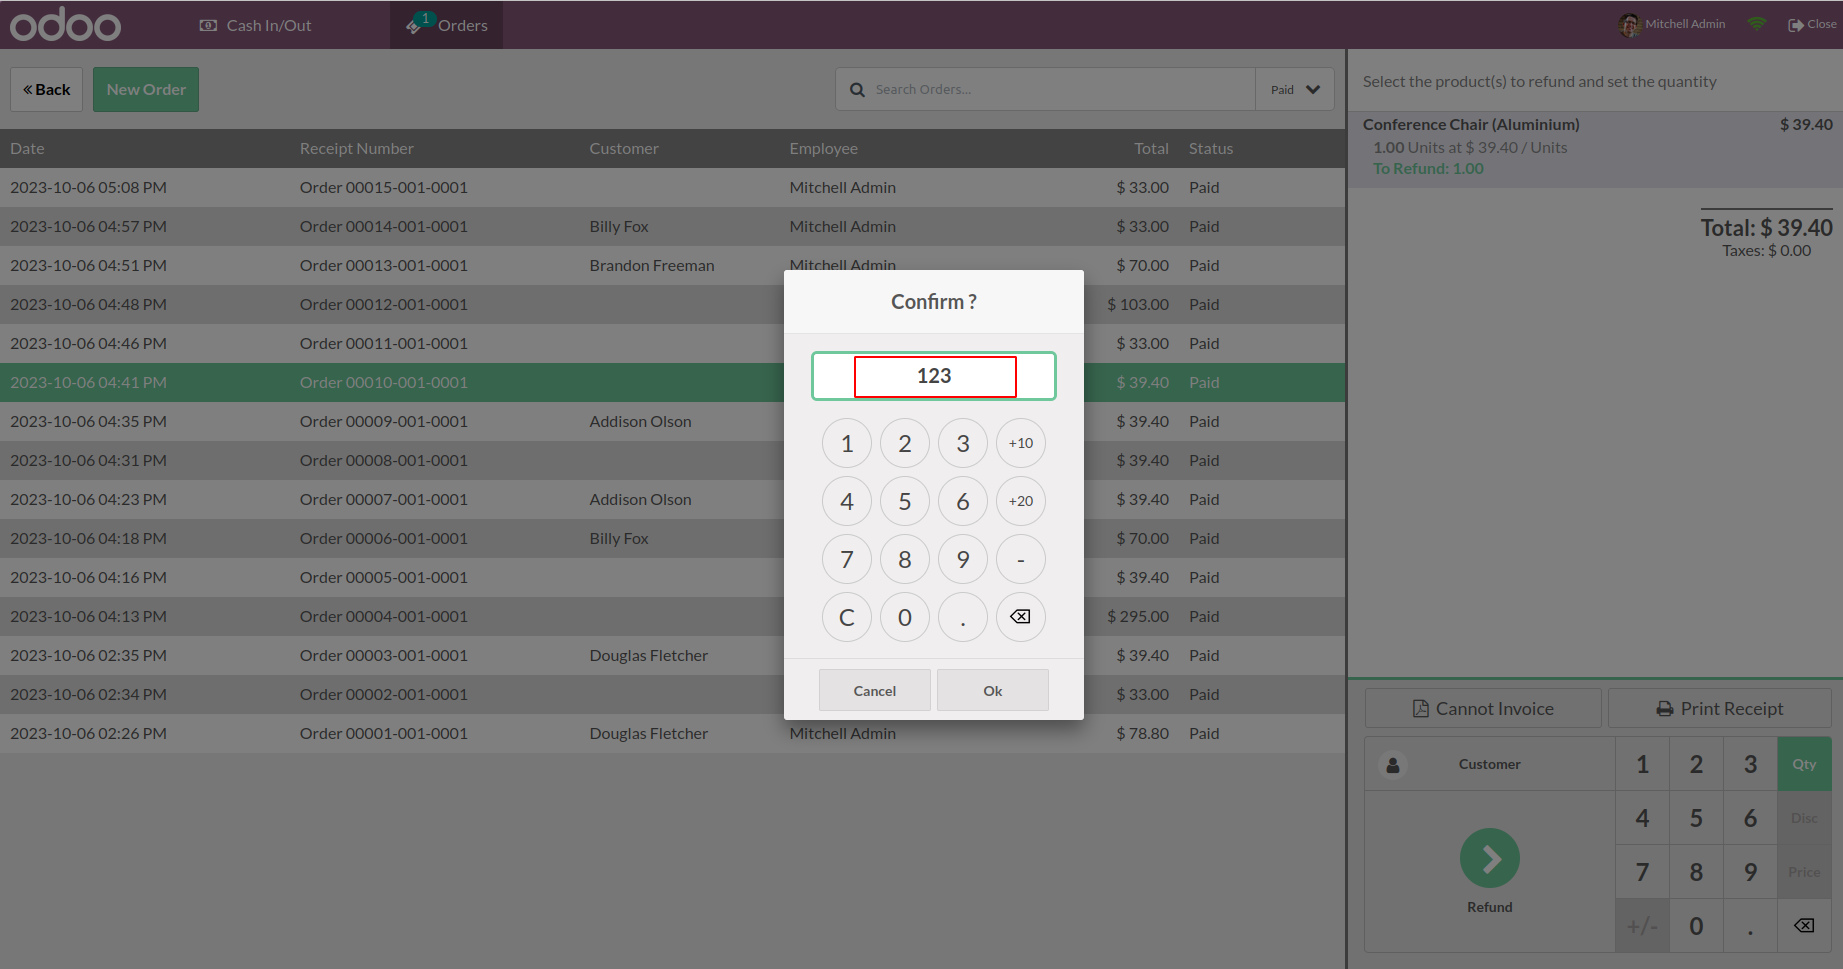 odoo
Cash In/Out
1
Orders
Mitchell Admin
Close
Back
New Order
Search Orders...
Paid
Date Receipt Number Customer Employee Total Status
2023-10-06 05:08 PM Order 00015-001-0001 Mitchell Admin $ 33.00 Paid
2023-10-06 04:57 PM Order 00014-001-0001 Billy Fox Mitchell Admin $ 33.00 Paid
2023-10-06 04:51 PM Order 00013-001-0001 Brandon Freeman Mitchell Admin $ 70.00 Paid
2023-10-06 04:48 PM Order 00012-001-0001 $ 103.00 Paid
2023-10-06 04:46 PM Order 00011-001-0001 $ 33.00 Paid
2023-10-06 04:41 PM Order 00010-001-0001 $ 39.40 Paid
2023-10-06 04:35 PM Order 00009-001-0001 Addison Olson $ 39.40 Paid
2023-10-06 04:31 PM Order 00008-001-0001 $ 39.40 Paid
2023-10-06 04:23 PM Order 00007-001-0001 Addison Olson $ 39.40 Paid
2023-10-06 04:18 PM Order 00006-001-0001 Billy Fox $ 70.00 Paid
2023-10-06 04:16 PM Order 00005-001-0001 $ 39.40 Paid
2023-10-06 04:13 PM Order 00004-001-0001 $ 295.00 Paid
2023-10-06 02:35 PM Order 00003-001-0001 Douglas Fletcher $ 39.40 Paid
2023-10-06 02:34 PM Order 00002-001-0001 $ 33.00 Paid
2023-10-06 02:26 PM Order 00001-001-0001 Douglas Fletcher Mitchell Admin $ 78.80 Paid
Confirm ?
123
1 2 3 +10
4 5 6 +20
7 8 9 -
C 0 .
Cancel Ok
Select the product(s) to refund and set the quantity
Conference Chair (Aluminium) $ 39.40
1.00 Units at $ 39.40 / Units
To Refund: 1.00
Total: $ 39.40
Taxes: $ 0.00
Cannot Invoice Print Receipt
Customer
Refund
1 2 3 Qty
4 5 6 Disc
7 8 9 Price
+/- 0 .